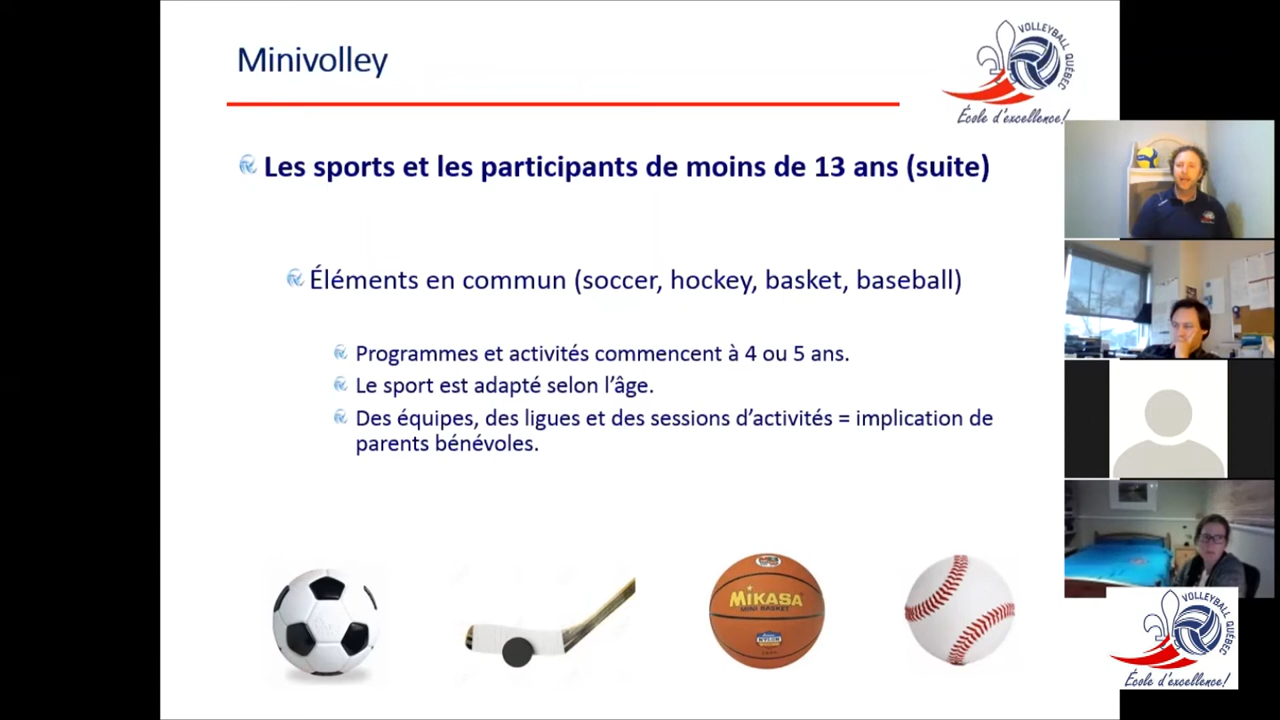 Minivolley
VOLLEYBALL QUÉBEC
École d'excellence!
Les sports et les participants de moins de 13 ans (suite)
Éléments en commun (soccer, hockey, basket, baseball)
Programmes et activités commencent à 4 ou 5 ans.
Le sport est adapté selon l’âge.
Des équipes, des ligues et des sessions d’activités = implication de
parents bénévoles.
MIKASA
MINI BASKET
VOLLEYBALL QUÉBEC
École d'excellence!